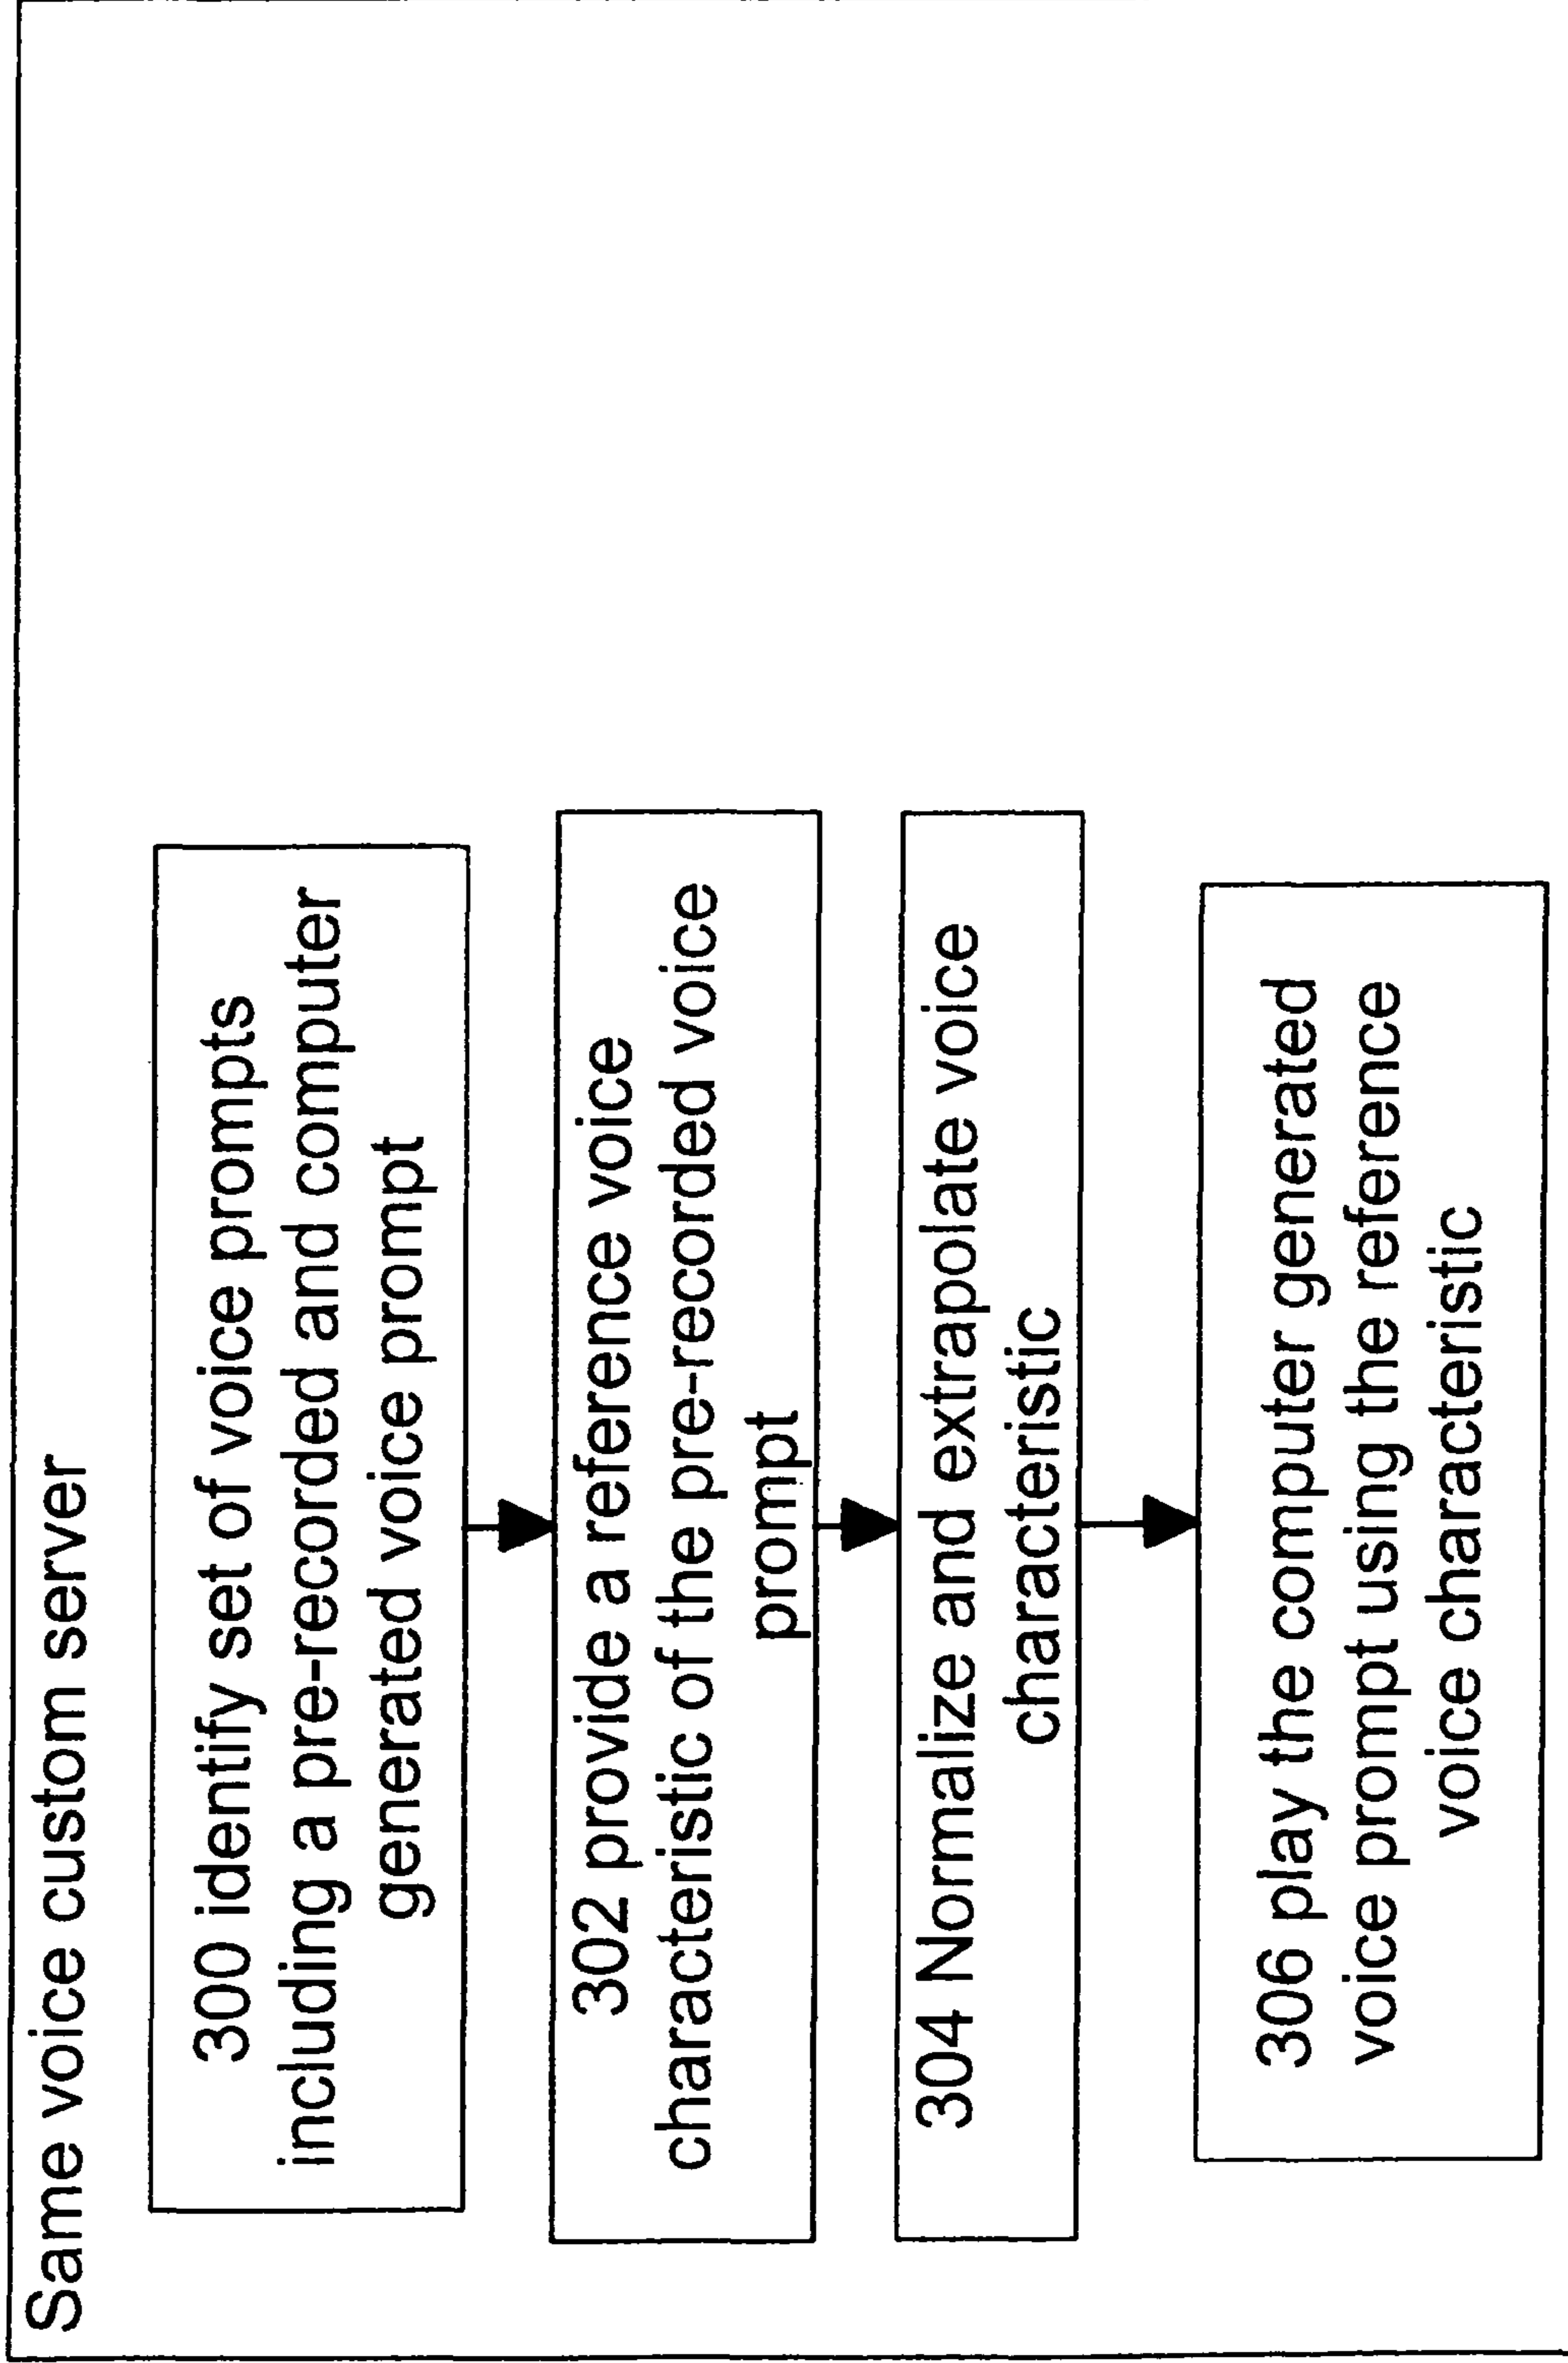 Same voice custom server
300 identify set of voice prompts
including a pre-recorded and computer
generated voice prompt
302 provide a reference voice
characteristic of the pre-recorded voice
prompt
304 Normalize and extrapolate voice
characteristic
306 play the computer generated
voice prompt using the reference
voice characteristic